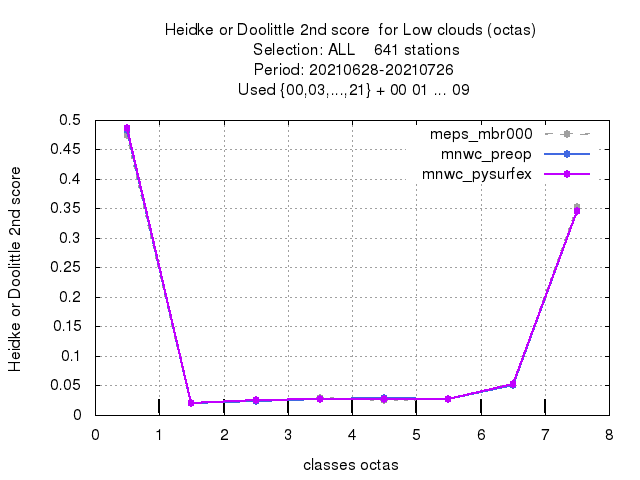 Heidke or Doolittle 2nd score  for Low clouds (octas)
Selection: ALL    641 stations
Period: 20210628-20210726
Used {00,03,...,21} + 00 01 ... 09
meps_mbr000
mnwc_preop
mnwc_pysurfex
Heidke or Doolittle 2nd score
0.5
0.45
0.4
0.35
0.3
0.25
0.2
0.15
0.1
0.05
0
0 1 2 3 4 5 6 7 8
classes octas